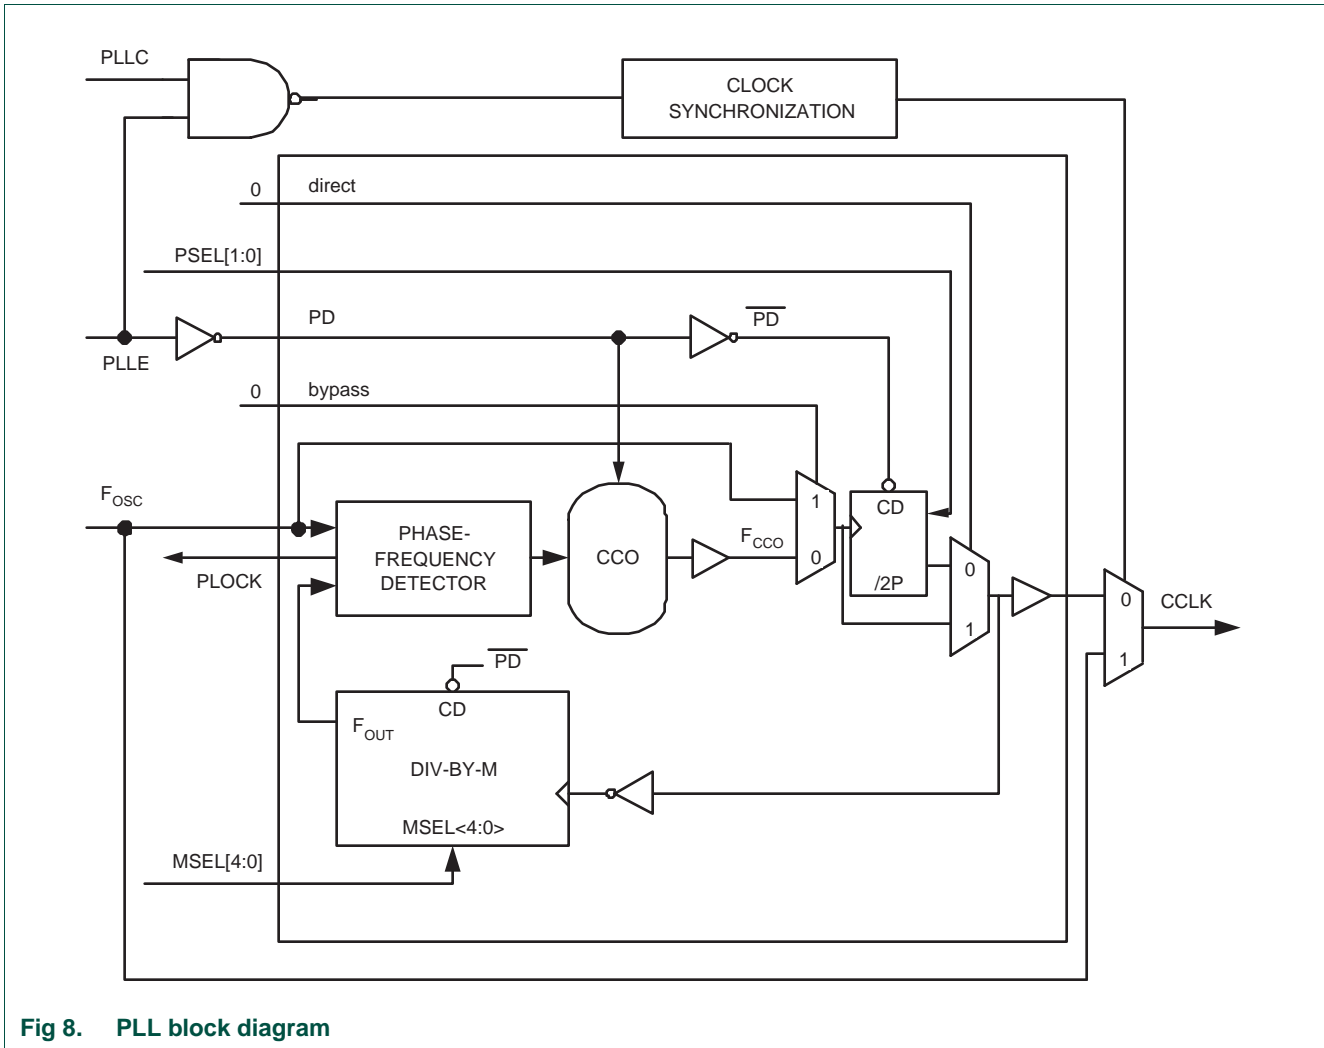 PLLC
CLOCK
SYNCHRONIZATION
0 direct
PSEL[1:0]
PD
PD
PLLE
0 bypass
FOSC
1
CD
PHASE-
FREQUENCY
DETECTOR
CCO
FCCO
0
0
PLOCK
/2P
0
CCLK
1
1
PD
CD
FOUT
DIV-BY-M
MSEL<4:0>
MSEL[4:0]
Fig 8. PLL block diagram